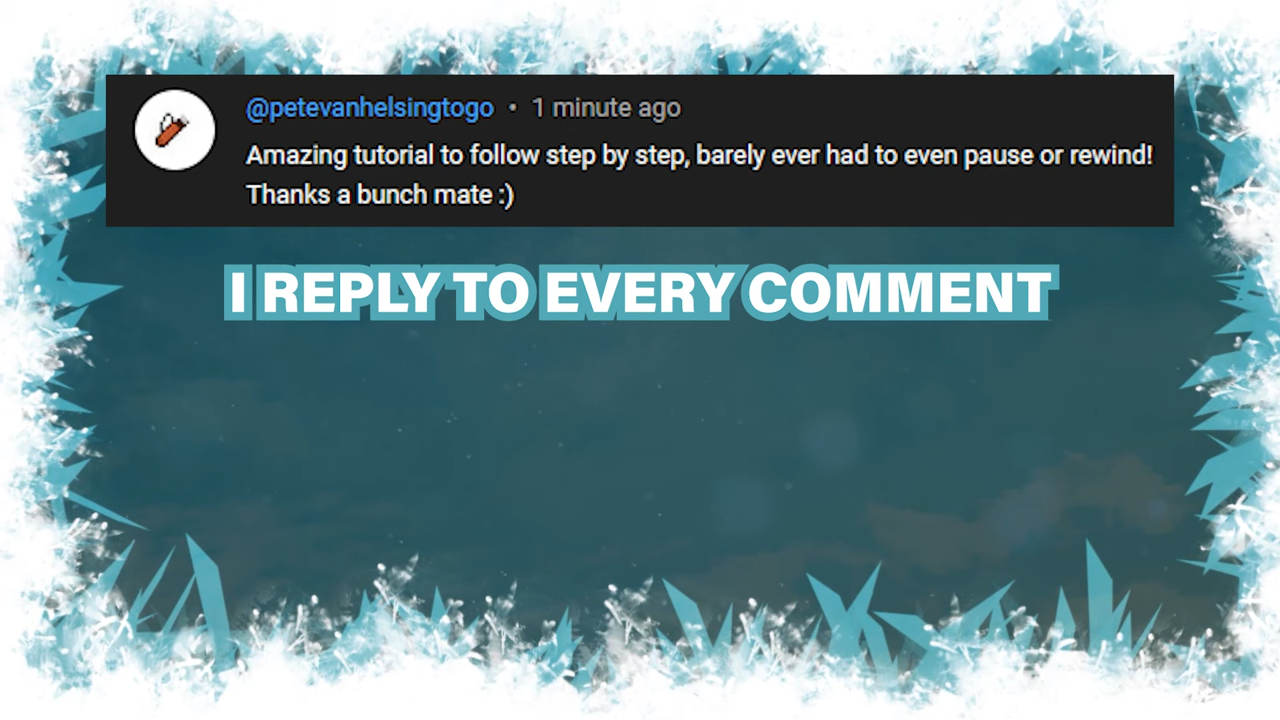 @petevanhelsingtogo • 1 minute ago
Amazing tutorial to follow step by step, barely ever had to even pause or rewind!
Thanks a bunch mate :)
I REPLY TO EVERY COMMENT